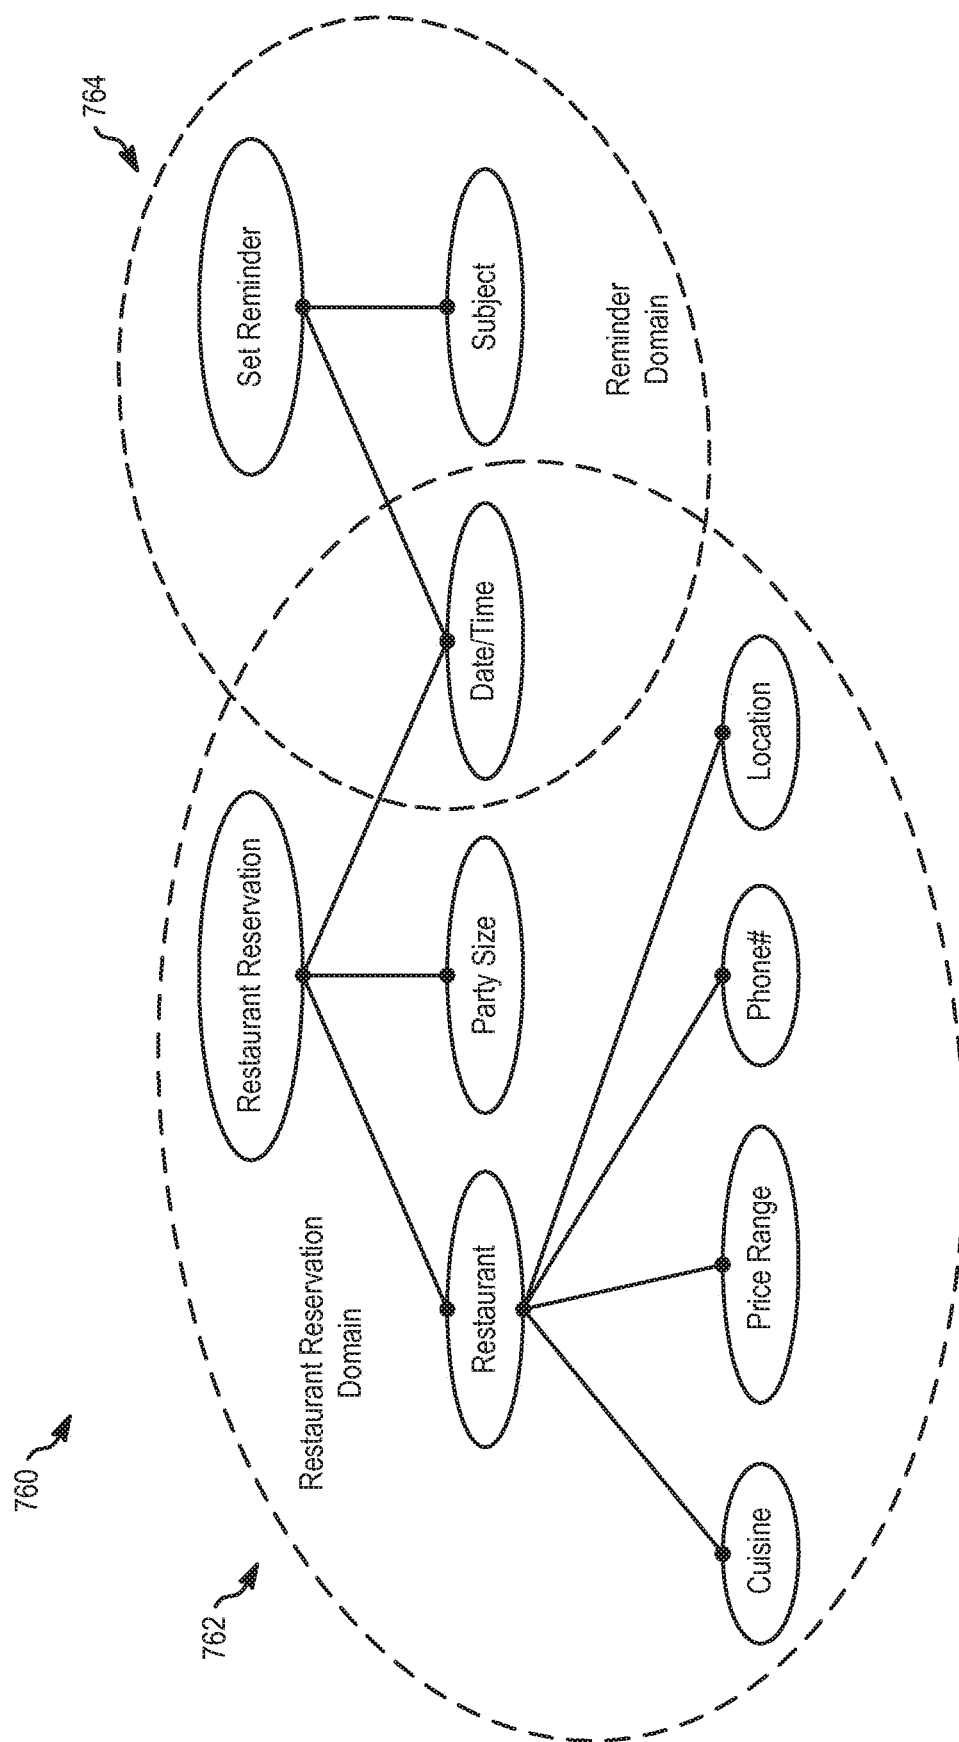 760
762
764
Restaurant Reservation
Domain
Restaurant Reservation
Set Reminder
Restaurant
Party Size
Date/Time
Subject
Reminder
Domain
Cuisine
Price Range
Phone#
Location